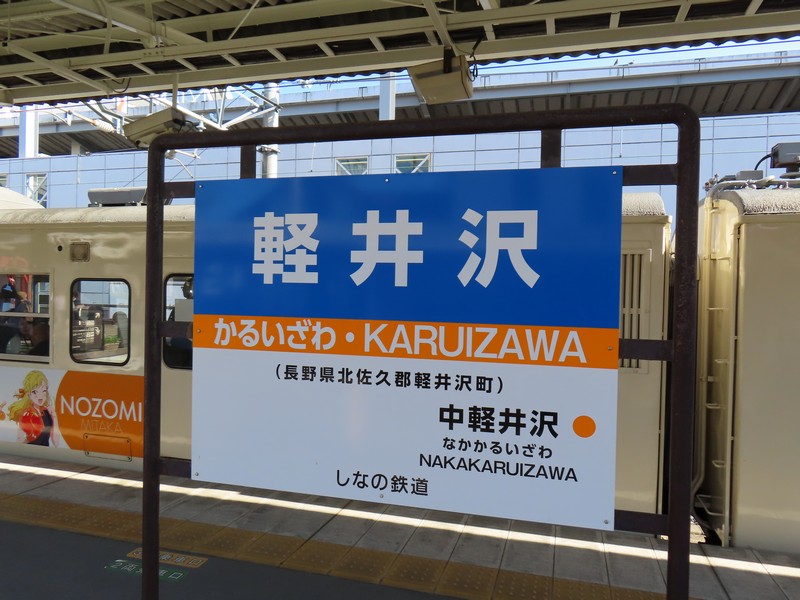 軽井沢
かるいざわ・KARUIZAWA
(長野県北佐久郡軽井沢町)
中軽井沢
なかかるいざわ
NAKAKARUIZAWA
しなの鉄道
NOZOMI
MITAKA